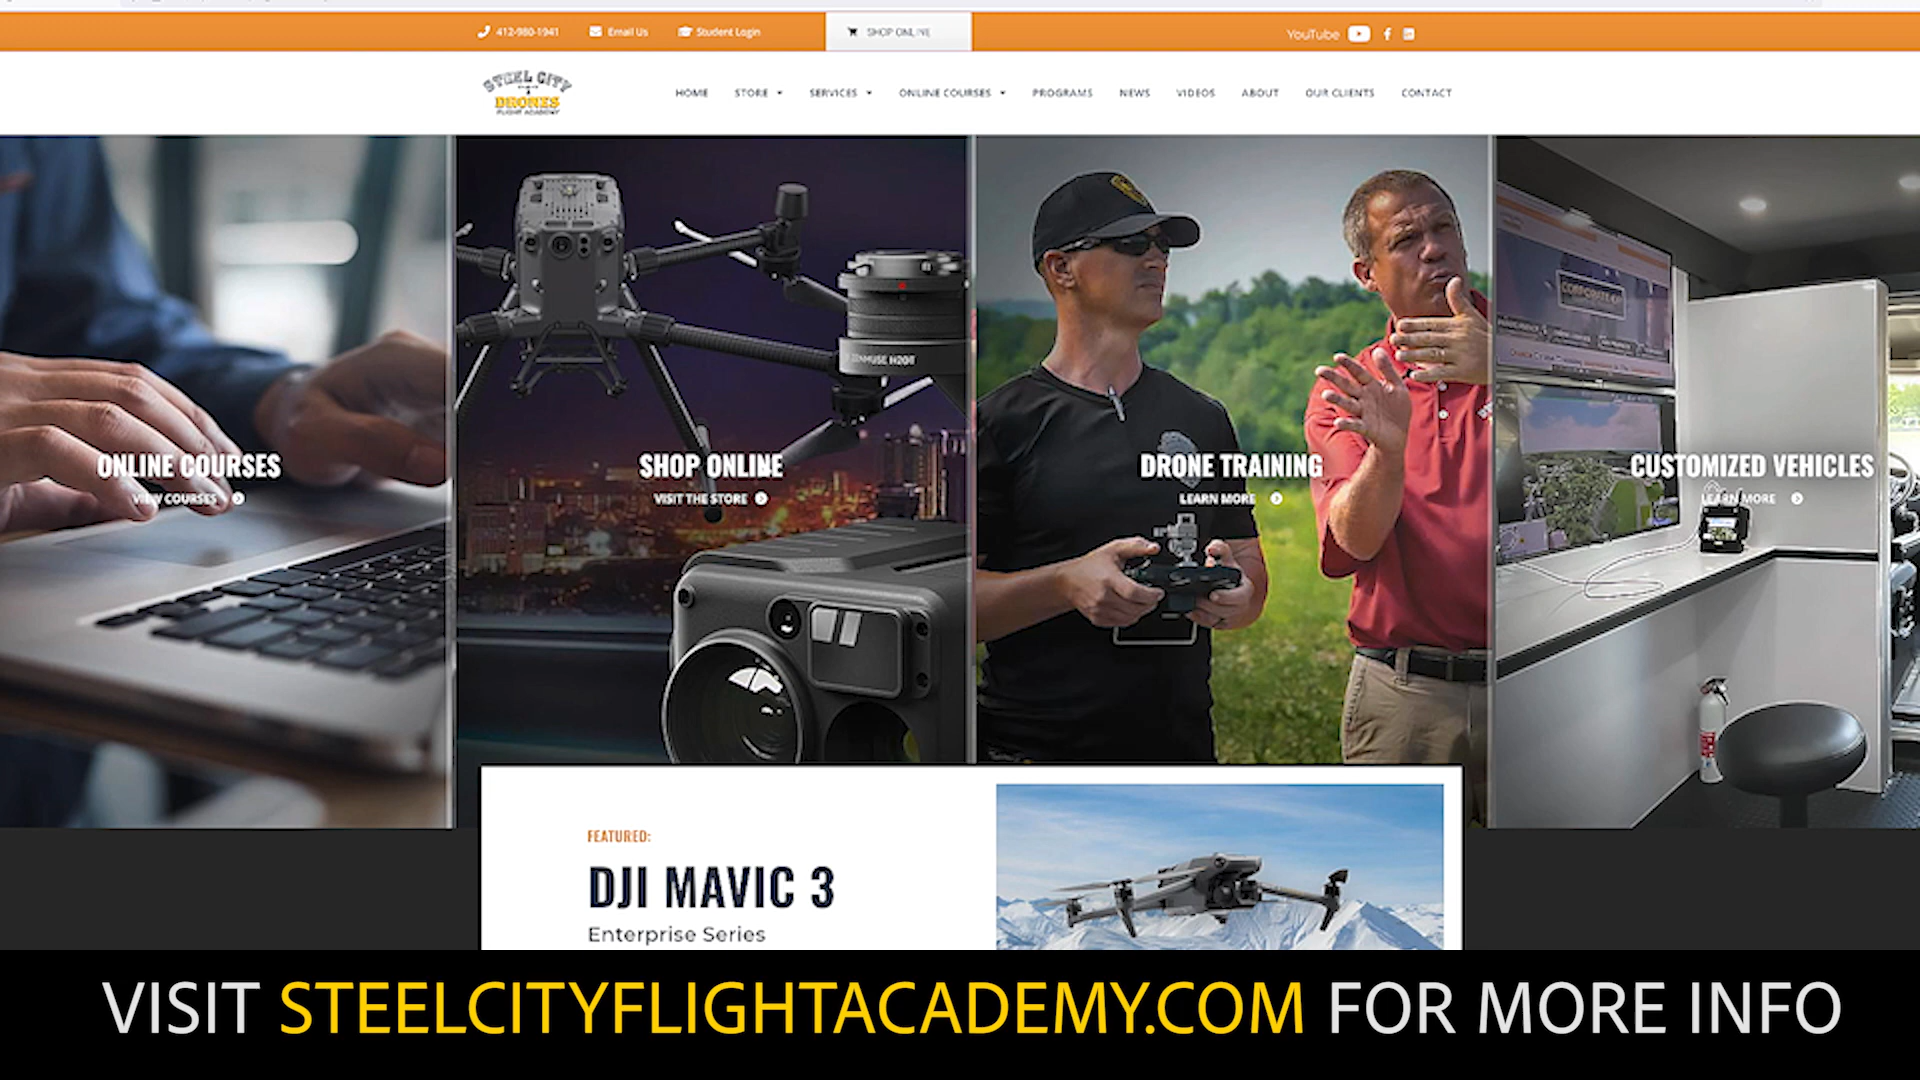 412-980-1941
Email Us
Student Login
SHOP ONLINE
YouTube
STEEL CITY
DRONES
FLIGHT ACADEMY
HOME
STORE
SERVICES
ONLINE COURSES
PROGRAMS
NEWS
VIDEOS
ABOUT
OUR CLIENTS
CONTACT
ZENMUSE H20T
ONLINE COURSES
VIEW COURSES
SHOP ONLINE
VISIT THE STORE
DRONE TRAINING
LEARN MORE
CUSTOMIZED VEHICLES
LEARN MORE
FEATURED:
DJI MAVIC 3
Enterprise Series
VISIT STEELCITYFLIGHTACADEMY.COM FOR MORE INFO